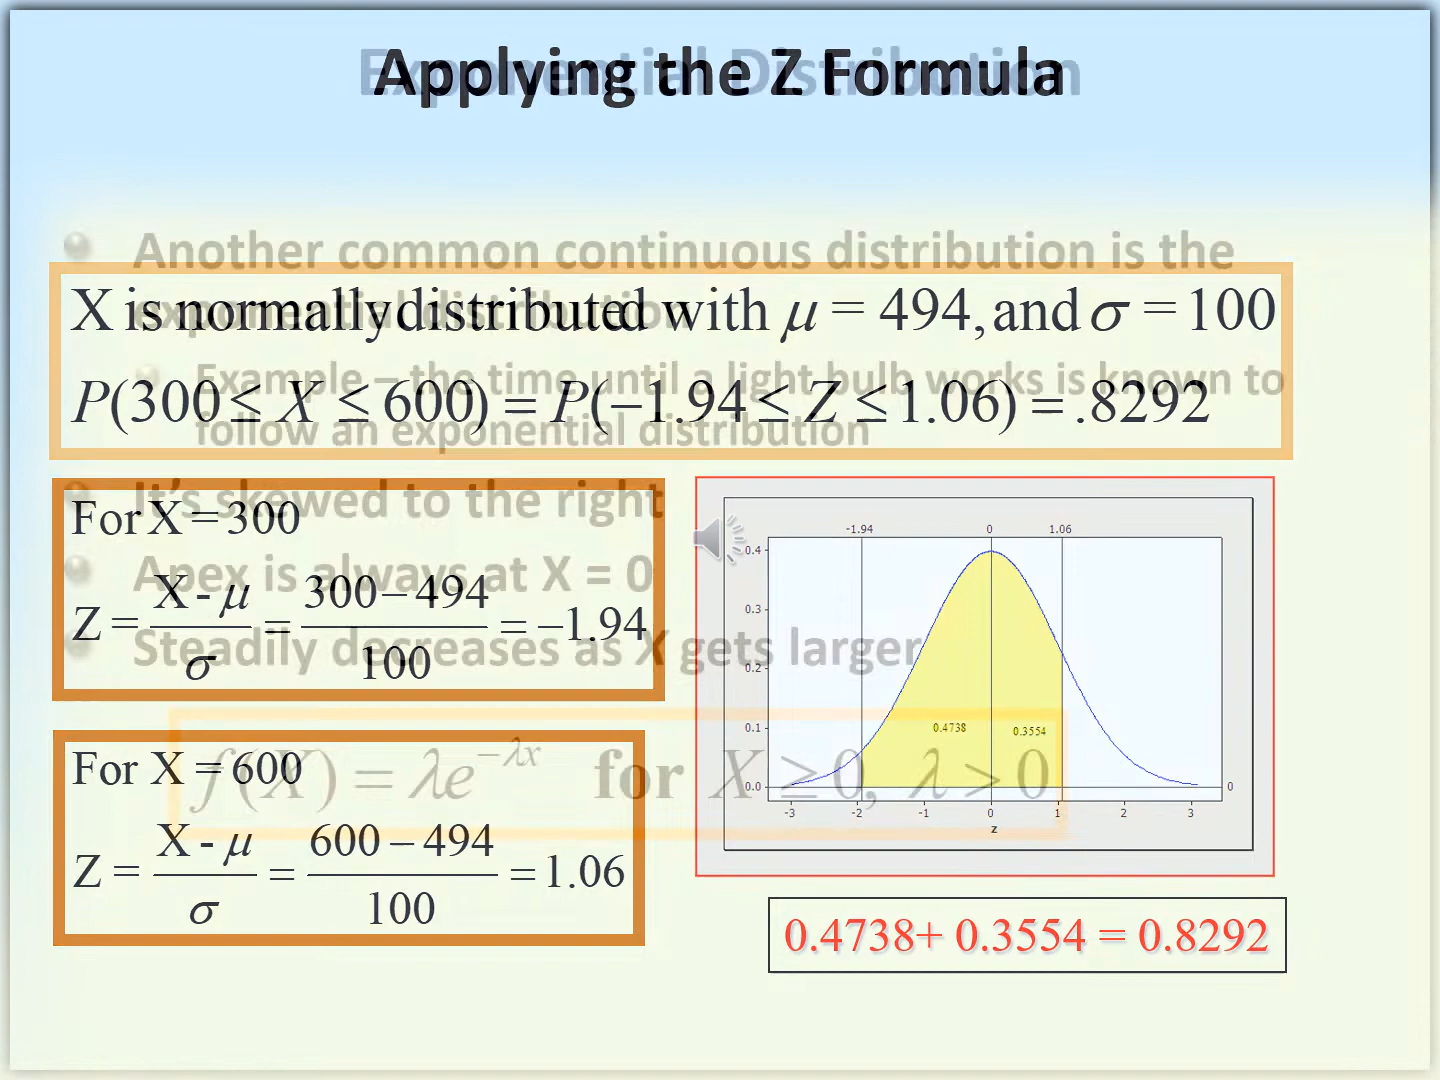 Applying the Z Formula
Exponential Distribution
Another common continuous distribution is the
exponential distribution
Example – the time until a light bulb works is known to
follow an exponential distribution
It's skewed to the right
Apex is always at X = 0
Steadily decreases as X gets larger
f(X) = λe^{−λx} for X ≥ 0, λ > 0
X is normally distributed with μ = 494, and σ = 100
P(300 ≤ X ≤ 600) = P(−1.94 ≤ Z ≤ 1.06) = .8292
For X = 300
Z = (X - μ)/σ = (300 − 494)/100 = −1.94
For X = 600
Z = (X - μ)/σ = (600 − 494)/100 = 1.06
-1.94 0 1.06
0.4
0.3
0.2
0.1
0.0
0.4738 0.3554
0
-3 -2 -1 0 1 2 3
z
0.4738+ 0.3554 = 0.8292